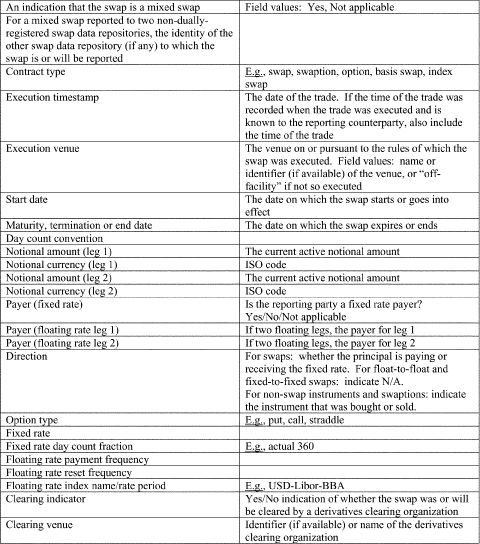 An indication that the swap is a mixed swap
Field values: Yes, Not applicable
For a mixed swap reported to two non-dually-
registered swap data repositories, the identity of the
other swap data repository (if any) to which the
swap is or will be reported
Contract type
E.g., swap, swaption, option, basis swap, index
swap
Execution timestamp
The date of the trade. If the time of the trade was
recorded when the trade was executed and is
known to the reporting counterparty, also include
the time of the trade
Execution venue
The venue on or pursuant to the rules of which the
swap was executed. Field values: name or
identifier (if available) of the venue, or “off-
facility” if not so executed
Start date
The date on which the swap starts or goes into
effect
Maturity, termination or end date
The date on which the swap expires or ends
Day count convention
Notional amount (leg 1)
The current active notional amount
Notional currency (leg 1)
ISO code
Notional amount (leg 2)
The current active notional amount
Notional currency (leg 2)
ISO code
Payer (fixed rate)
Is the reporting party a fixed rate payer?
Yes/No/Not applicable
Payer (floating rate leg 1)
If two floating legs, the payer for leg 1
Payer (floating rate leg 2)
If two floating legs, the payer for leg 2
Direction
For swaps: whether the principal is paying or
receiving the fixed rate. For float-to-float and
fixed-to-fixed swaps: indicate N/A.
For non-swap instruments and swaptions: indicate
the instrument that was bought or sold.
Option type
E.g., put, call, straddle
Fixed rate
Fixed rate day count fraction
E.g., actual 360
Floating rate payment frequency
Floating rate reset frequency
Floating rate index name/rate period
E.g., USD-Libor-BBA
Clearing indicator
Yes/No indication of whether the swap was or will
be cleared by a derivatives clearing organization
Clearing venue
Identifier (if available) or name of the derivatives
clearing organization